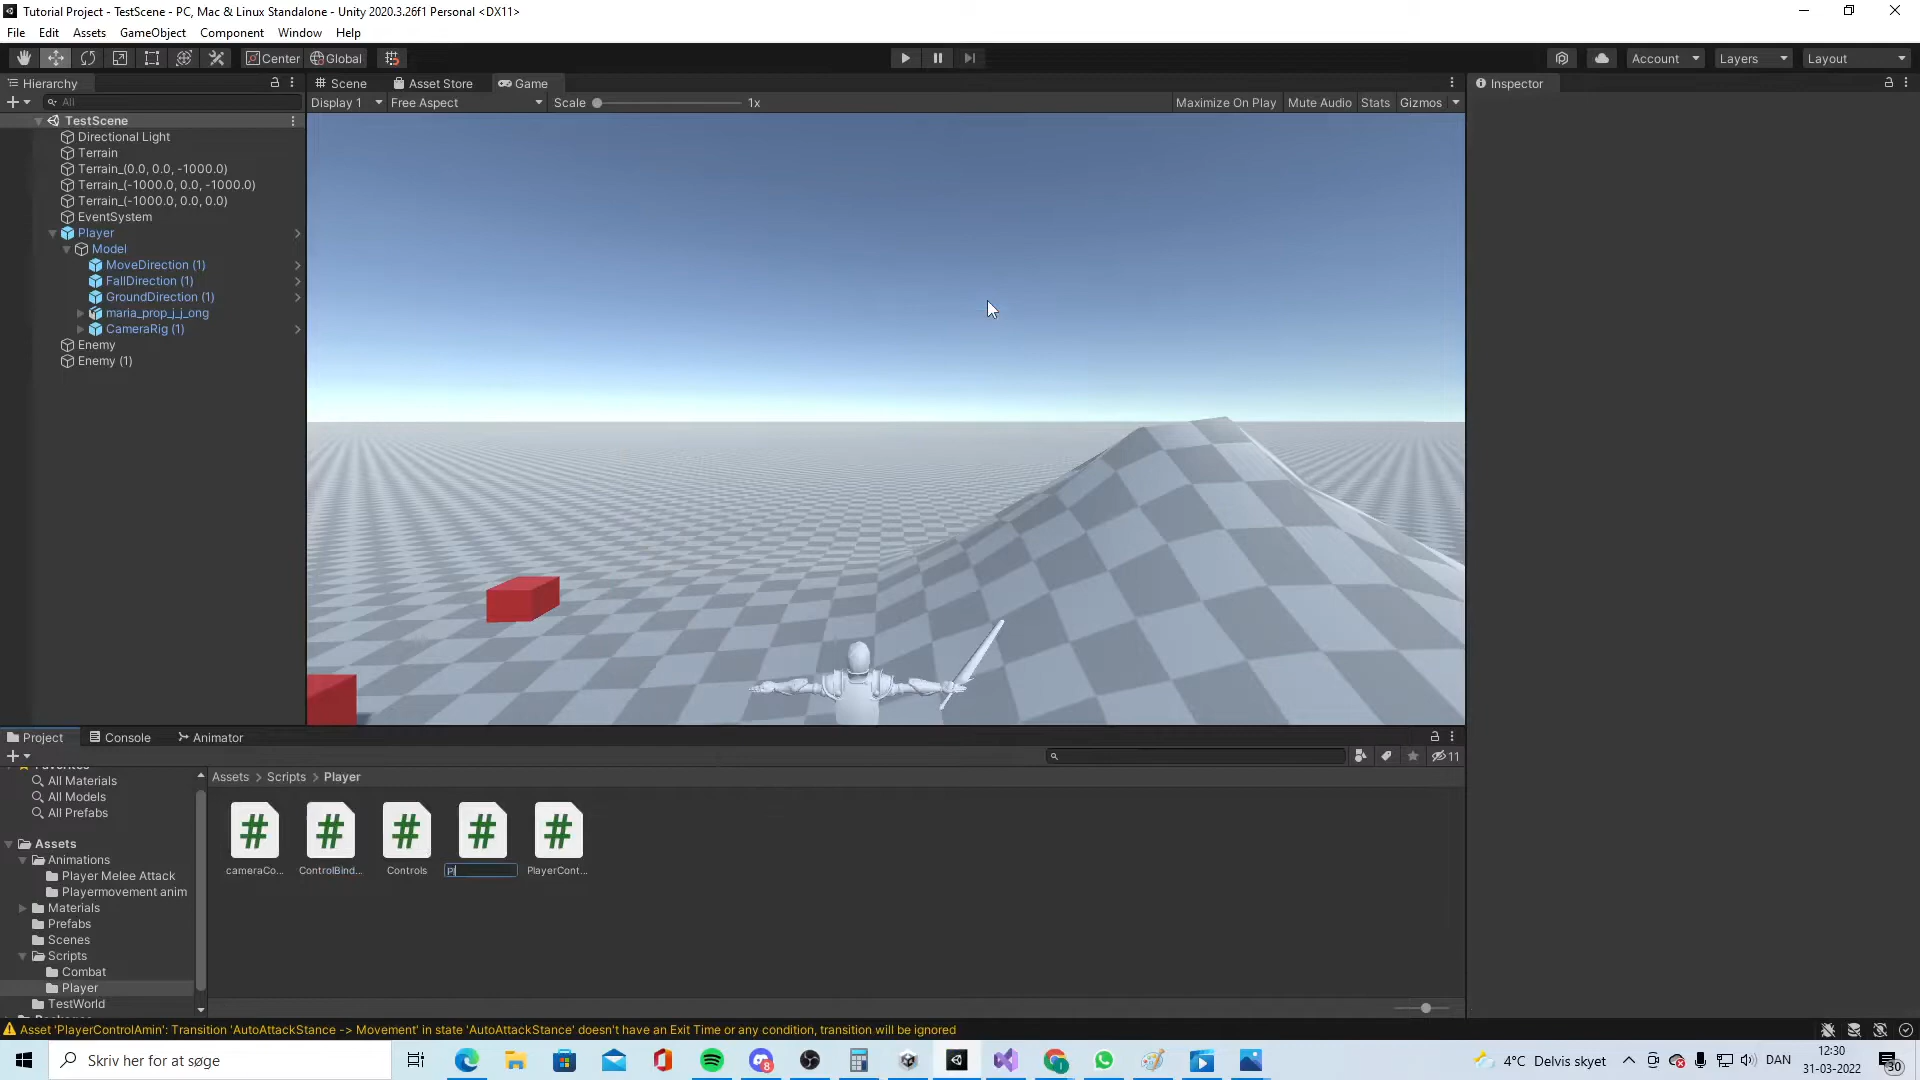 Tutorial Project - TestScene - PC, Mac & Linux Standalone - Unity 2020.3.26f1 Personal <DX11>
File Edit Assets GameObject Component Window Help
Center Global Account Layers Layout
Hierarchy Scene Asset Store Game Inspector
All Display 1 Free Aspect Scale 1x Maximize On Play Mute Audio Stats Gizmos
TestScene
Directional Light
Terrain
Terrain_(0.0, 0.0, -1000.0)
Terrain_(-1000.0, 0.0, -1000.0)
Terrain_(-1000.0, 0.0, 0.0)
EventSystem
Player
Model
MoveDirection (1)
FallDirection (1)
GroundDirection (1)
maria_prop_j_j_ong
CameraRig (1)
Enemy
Enemy (1)
Project Console Animator
11
Favorites
All Materials
All Models
All Prefabs
Assets
Animations
Player Melee Attack
Playermovement anim
Materials
Prefabs
Scenes
Scripts
Combat
Player
TestWorld
Assets > Scripts > Player
# # # # #
cameraCo... ControlBind... Controls Pl PlayerCont...
Asset 'PlayerControlAmin': Transition 'AutoAttackStance -> Movement' in state 'AutoAttackStance' doesn't have an Exit Time or any condition, transition will be ignored
Skriv her for at søge
8
4°C Delvis skyet
DAN
12:30
31-03-2022
30